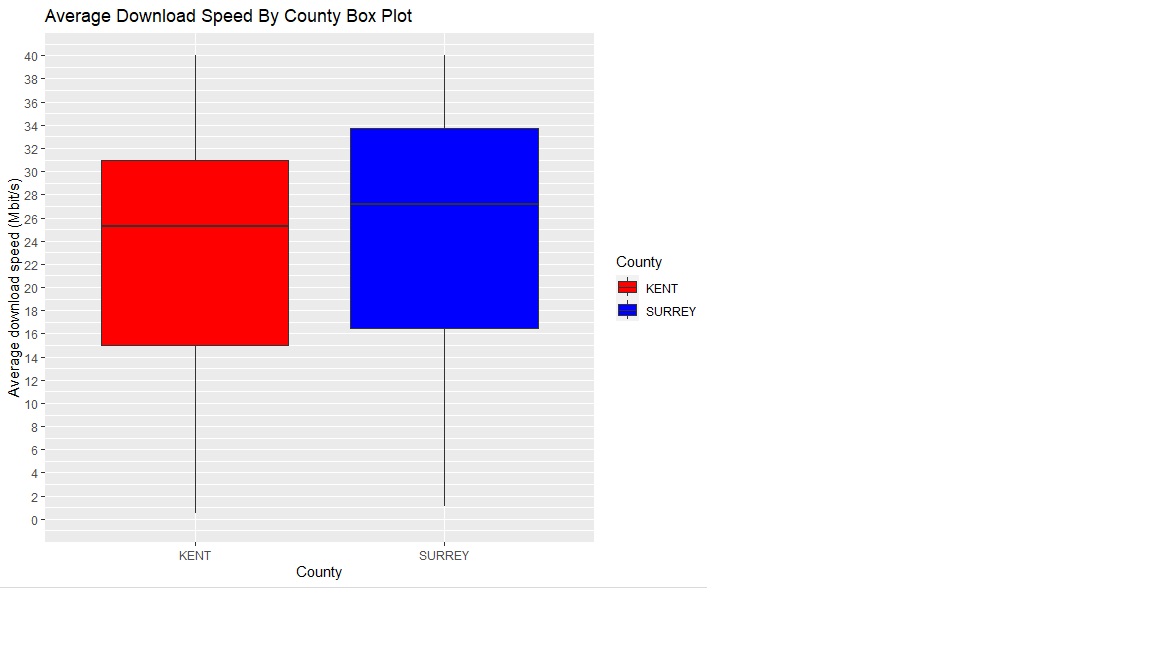 Average Download Speed By County Box Plot
Average download speed (Mbit/s)
40
38
36
34
32
30
28
26
24
22
20
18
16
14
12
10
8
6
4
2
0
KENT
SURREY
County
County
KENT
SURREY